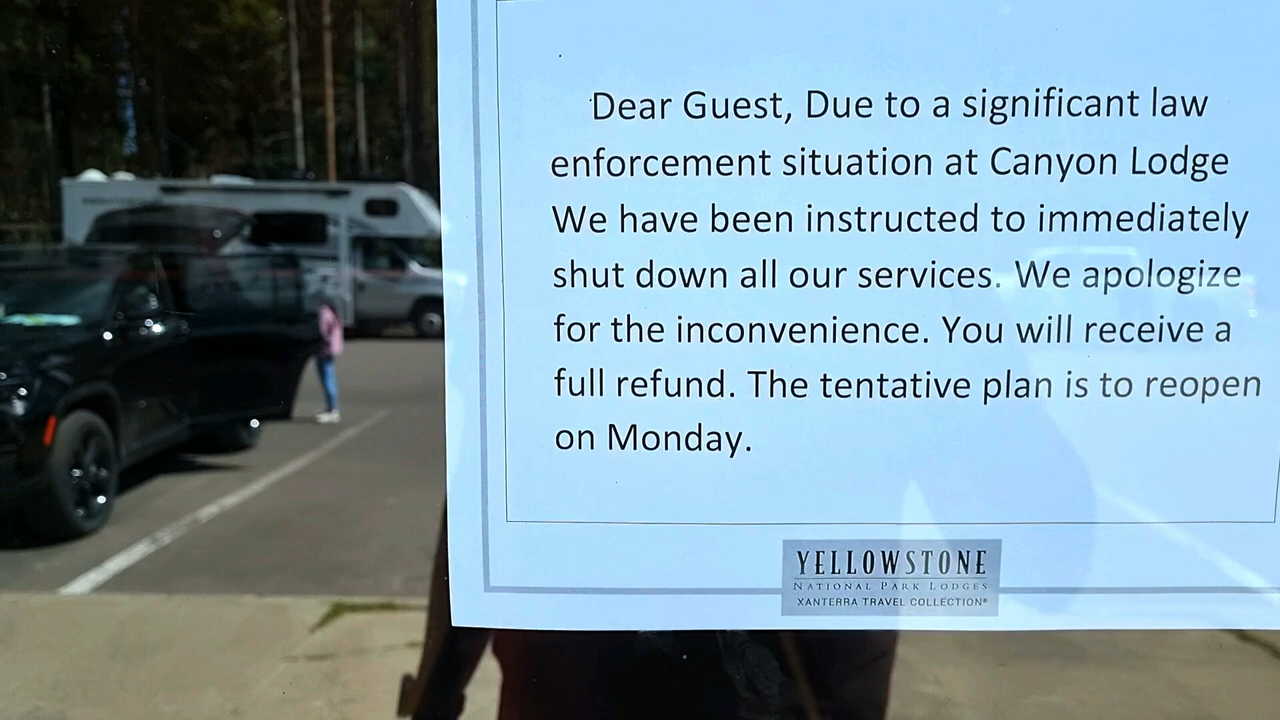 Dear Guest, Due to a significant law
enforcement situation at Canyon Lodge
We have been instructed to immediately
shut down all our services. We apologize
for the inconvenience. You will receive a
full refund. The tentative plan is to reopen
on Monday.
YELLOWSTONE
NATIONAL PARK LODGES
XANTERRA TRAVEL COLLECTION®